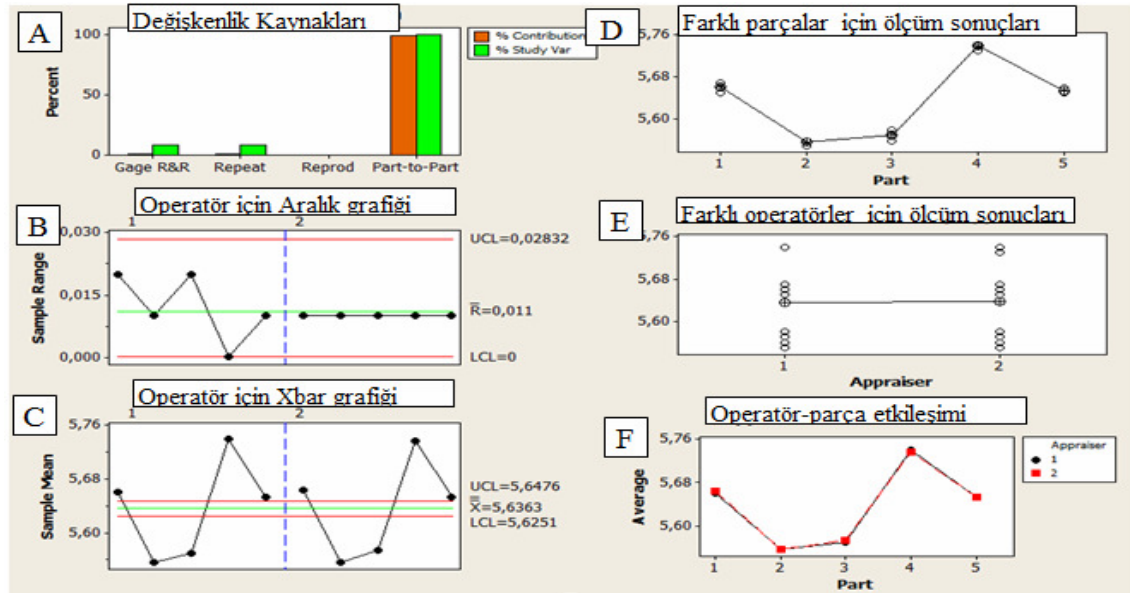 A
Değişkenlik Kaynakları
100
50
0
Percent
% Contribution
% Study Var
Gage R&R Repeat Reprod Part-to-Part
B
Operatör için Aralık grafiği
1 2
0,030
0,015
0,000
Sample Range
UCL=0,02832
R=0,011
LCL=0
C
Operatör için Xbar grafiği
1 2
5,76
5,68
5,60
Sample Mean
UCL=5,6476
X=5,6363
LCL=5,6251
D
Farklı parçalar için ölçüm sonuçları
5,76
5,68
5,60
1 2 3 4 5
Part
E
Farklı operatörler için ölçüm sonuçları
5,76
5,68
5,60
1 2
Appraiser
F
Operatör-parça etkileşimi
5,76
5,68
5,60
Average
Appraiser
1
2
1 2 3 4 5
Part